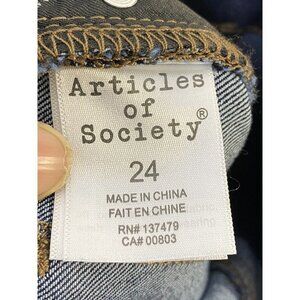 Articles
of
Society®
24
MADE IN CHINA
FAIT EN CHINE
RN# 137479
CA# 00803